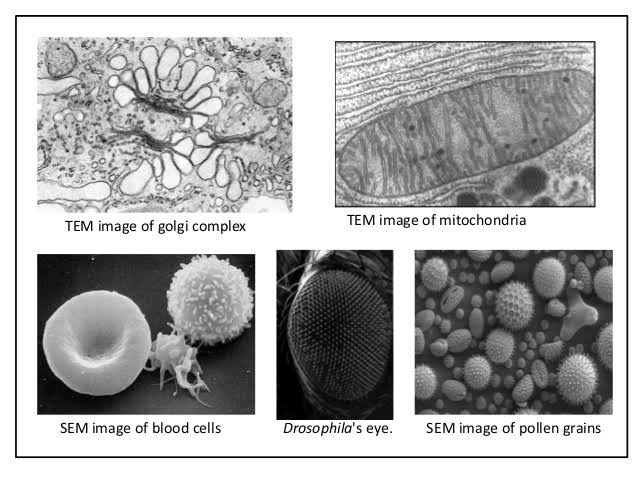 TEM image of golgi complex
TEM image of mitochondria
SEM image of blood cells
Drosophila's eye.
SEM image of pollen grains